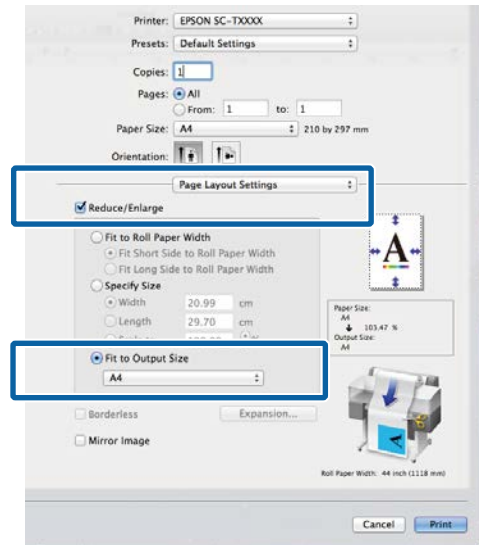 Printer: EPSON SC-TXXXX
Presets: Default Settings
Copies: 1
Pages: All
From: 1 to: 1
Paper Size: A4 210 by 297 mm
Orientation:
Page Layout Settings
Reduce/Enlarge
Fit to Roll Paper Width
Fit Short Side to Roll Paper Width
Fit Long Side to Roll Paper Width
Specify Size
Width 20.99 cm
Length 29.70 cm
Fit to Output Size
A4
Borderless Expansion...
Mirror Image
A
Paper Size:
A4
103.47 %
Output Size:
A4
A
Roll Paper Width: 44 inch (1118 mm)
Cancel Print